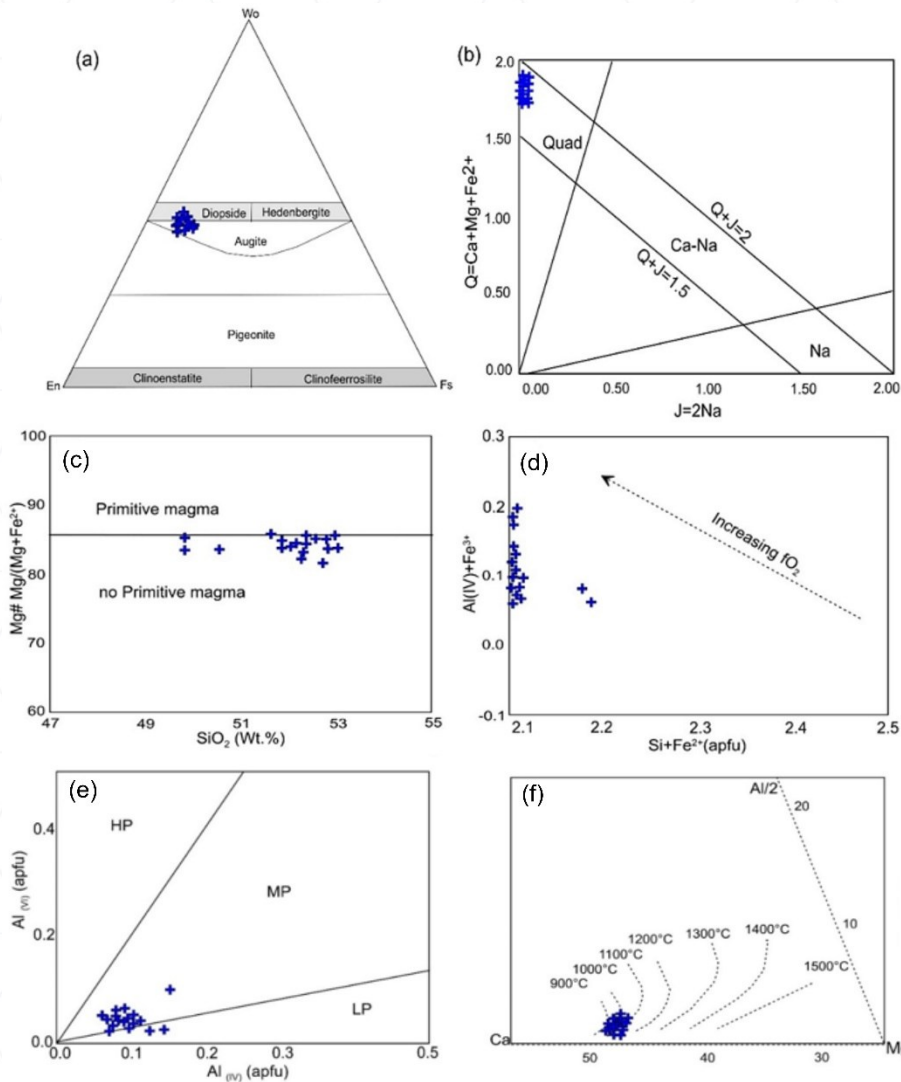 Wo
(a)
Diopside
Hedenbergite
Augite
Pigeonite
Clinoenstatite
Clinofeerrosilite
En
Fs
(b)
2.0
1.50
1.00
0.50
0.00
Q=Ca+Mg+Fe2+
Quad
Q+J=2
Ca-Na
Q+J=1.5
Na
0.00
0.50
1.00
1.50
2.00
J=2Na
(c)
100
90
80
70
60
Mg# Mg/(Mg+Fe²⁺)
Primitive magma
no Primitive magma
47
49
51
53
55
SiO₂ (Wt.%)
(d)
0.3
0.2
0.1
0.0
-0.1
Al(IV)+Fe³⁺
Increasing fO₂
2.1
2.2
2.3
2.4
2.5
Si+Fe²⁺(apfu)
(e)
0.4
0.2
0.0
Al (VI) (apfu)
HP
MP
LP
0.0
0.1
0.2
0.3
0.5
Al (IV) (apfu)
(f)
Al/2
20
10
1400°C
1300°C
1200°C
1100°C
1000°C
900°C
1500°C
Ca
M
50
40
30